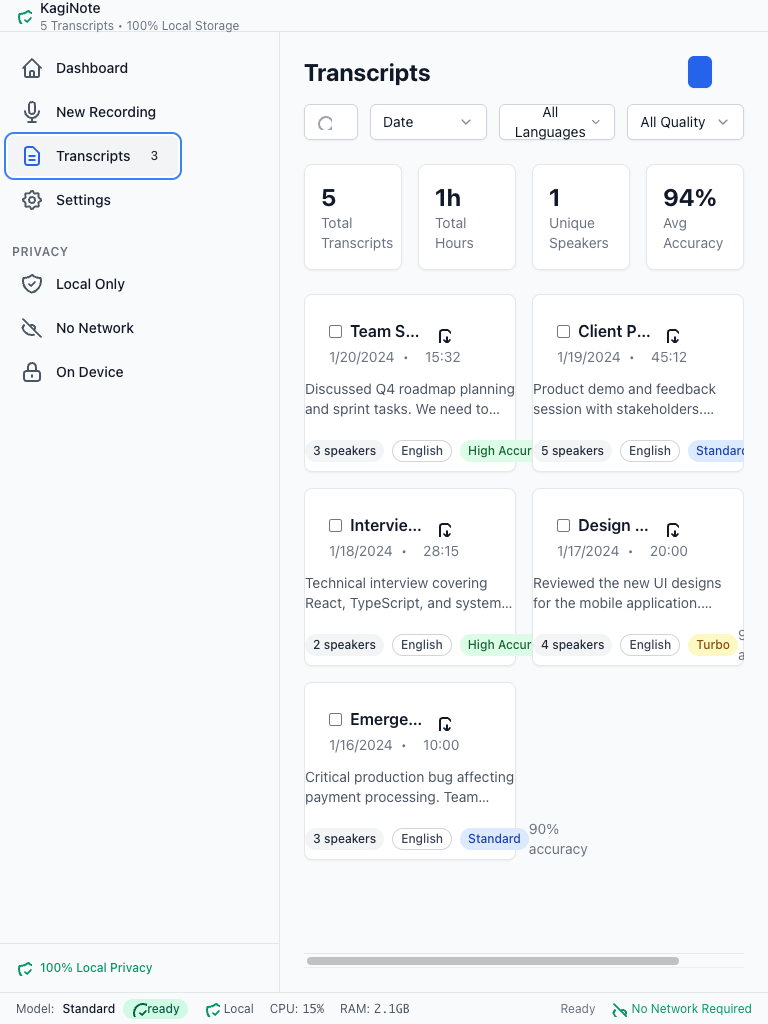 KagiNote
5 Transcripts • 100% Local Storage
Dashboard
New Recording
Transcripts 3
Settings
PRIVACY
Local Only
No Network
On Device
100% Local Privacy
Transcripts
Date
All
Languages
All Quality
5
Total
Transcripts
1h
Total
Hours
1
Unique
Speakers
94%
Avg
Accuracy
Team S...
1/20/2024 • 15:32
Discussed Q4 roadmap planning
and sprint tasks. We need to...
3 speakers English High Accur
Client P...
1/19/2024 • 45:12
Product demo and feedback
session with stakeholders....
5 speakers English Standard
Intervie...
1/18/2024 • 28:15
Technical interview covering
React, TypeScript, and system...
2 speakers English High Accur
Design ...
1/17/2024 • 20:00
Reviewed the new UI designs
for the mobile application....
4 speakers English Turbo
Emerge...
1/16/2024 • 10:00
Critical production bug affecting
payment processing. Team...
3 speakers English Standard
90%
accuracy
Model: Standard ready Local CPU: 15% RAM: 2.1GB Ready No Network Required